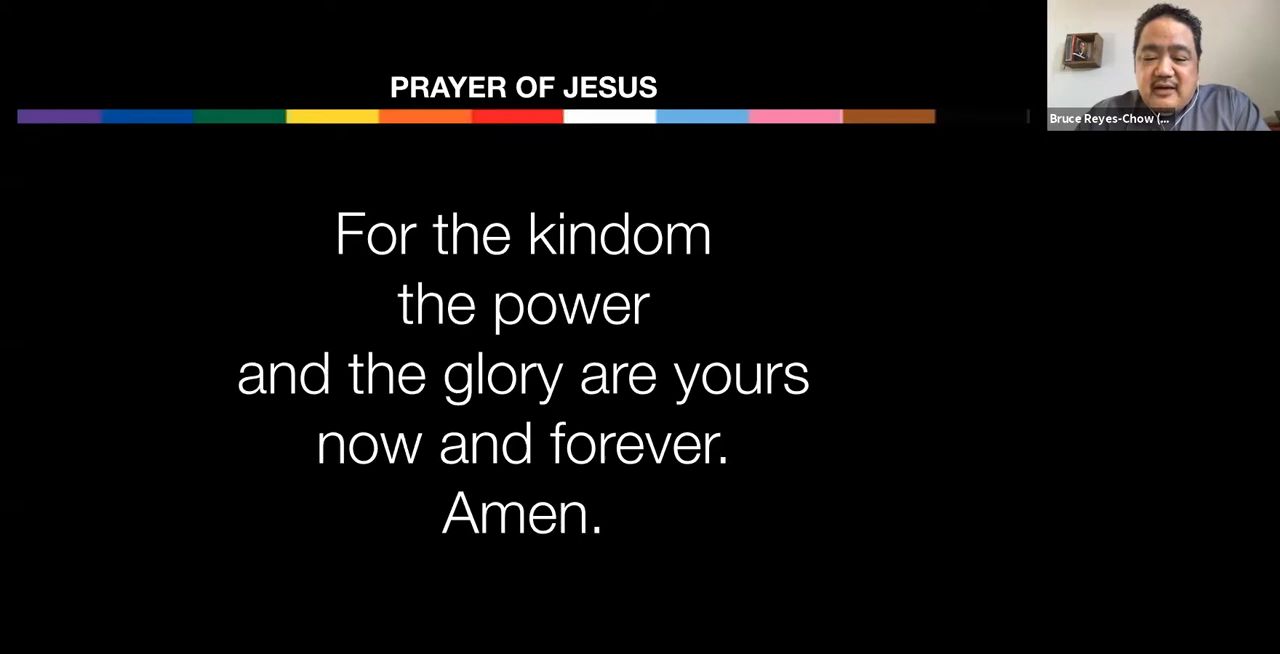 PRAYER OF JESUS
Bruce Reyes-Chow (...
For the kindom
the power
and the glory are yours
now and forever.
Amen.